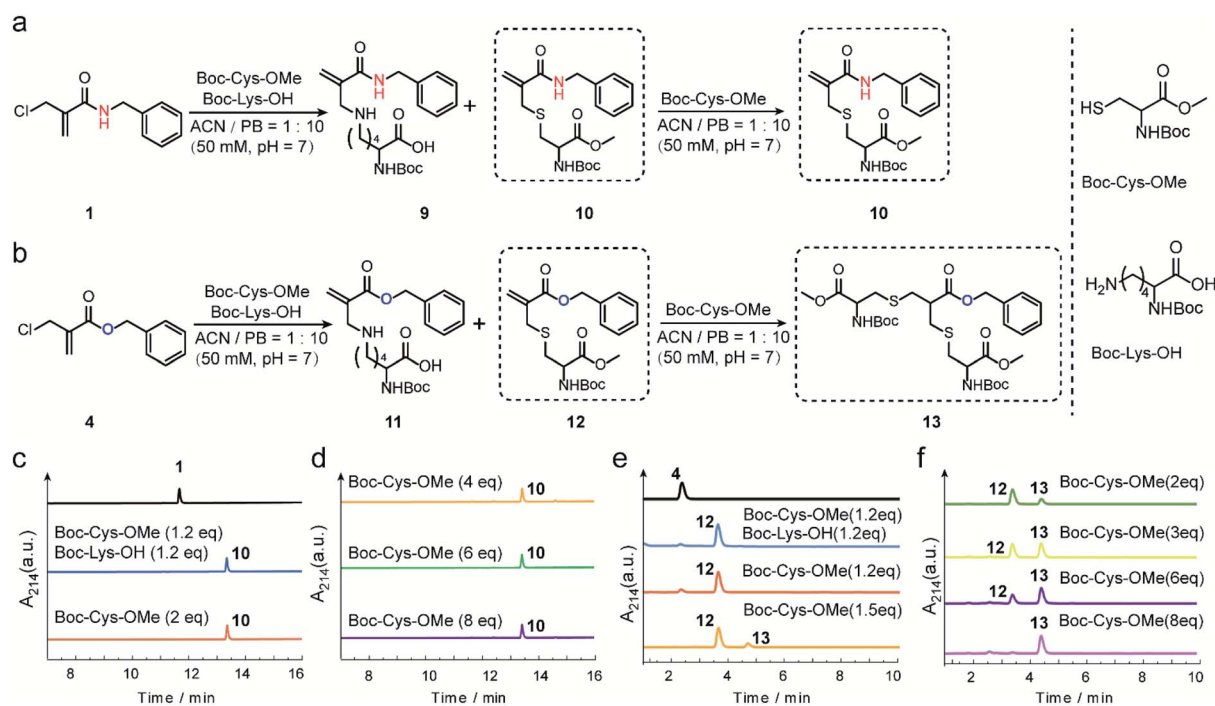 a
Cl
O
N
H
Boc-Cys-OMe
Boc-Lys-OH
ACN / PB = 1 : 10
(50 mM, pH = 7)
O
N
H
NH
4
O
OH
NHBoc
+
O
N
H
S
O
O
NHBoc
Boc-Cys-OMe
ACN / PB = 1 : 10
(50 mM, pH = 7)
O
N
H
S
O
O
NHBoc
HS
O
O
NHBoc
Boc-Cys-OMe
1
9
10
10
b
Cl
O
O
Boc-Cys-OMe
Boc-Lys-OH
ACN / PB = 1 : 10
(50 mM, pH = 7)
O
O
NH
4
O
OH
NHBoc
+
O
O
S
O
O
NHBoc
Boc-Cys-OMe
ACN / PB = 1 : 10
(50 mM, pH = 7)
O
O
NHBoc
S
O
O
S
O
O
NHBoc
H2N
4
O
OH
NHBoc
Boc-Lys-OH
4
11
12
13
c
1
Boc-Cys-OMe (1.2 eq)
Boc-Lys-OH (1.2 eq)
10
Boc-Cys-OMe (2 eq)
10
A214(a.u.)
8 10 12 14 16
Time / min
d
Boc-Cys-OMe (4 eq)
10
Boc-Cys-OMe (6 eq)
10
Boc-Cys-OMe (8 eq)
10
A214(a.u.)
8 10 12 14 16
Time / min
e
4
12
Boc-Cys-OMe(1.2eq)
Boc-Lys-OH(1.2eq)
12
Boc-Cys-OMe(1.2eq)
12
13
Boc-Cys-OMe(1.5eq)
A214(a.u.)
2 4 6 8 10
Time / min
f
12 13
Boc-Cys-OMe(2eq)
12 13
Boc-Cys-OMe(3eq)
12 13
Boc-Cys-OMe(6eq)
13
Boc-Cys-OMe(8eq)
A214(a.u.)
2 4 6 8 10
Time / min